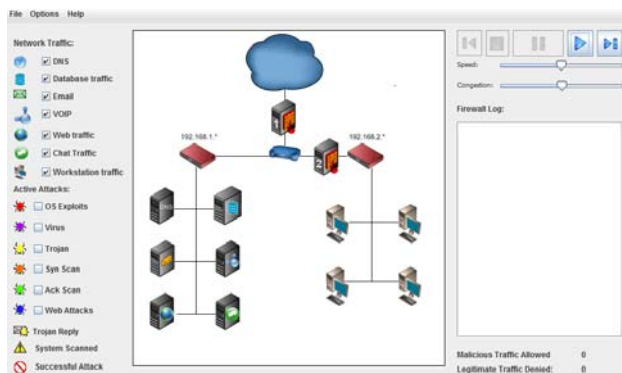 File Options Help
Network Traffic:
DNS
Database traffic
Email
VOIP
Web traffic
Chat Traffic
Workstation traffic
Active Attacks:
OS Exploits
Virus
Trojan
Syn Scan
Ack Scan
Web Attacks
Trojan Reply
System Scanned
Successful Attack
1
192.168.1.*
2
192.168.2.*
Speed:
Congestion:
Firewall Log:
Malicious Traffic Allowed 0
Legitimate Traffic Denied: 0